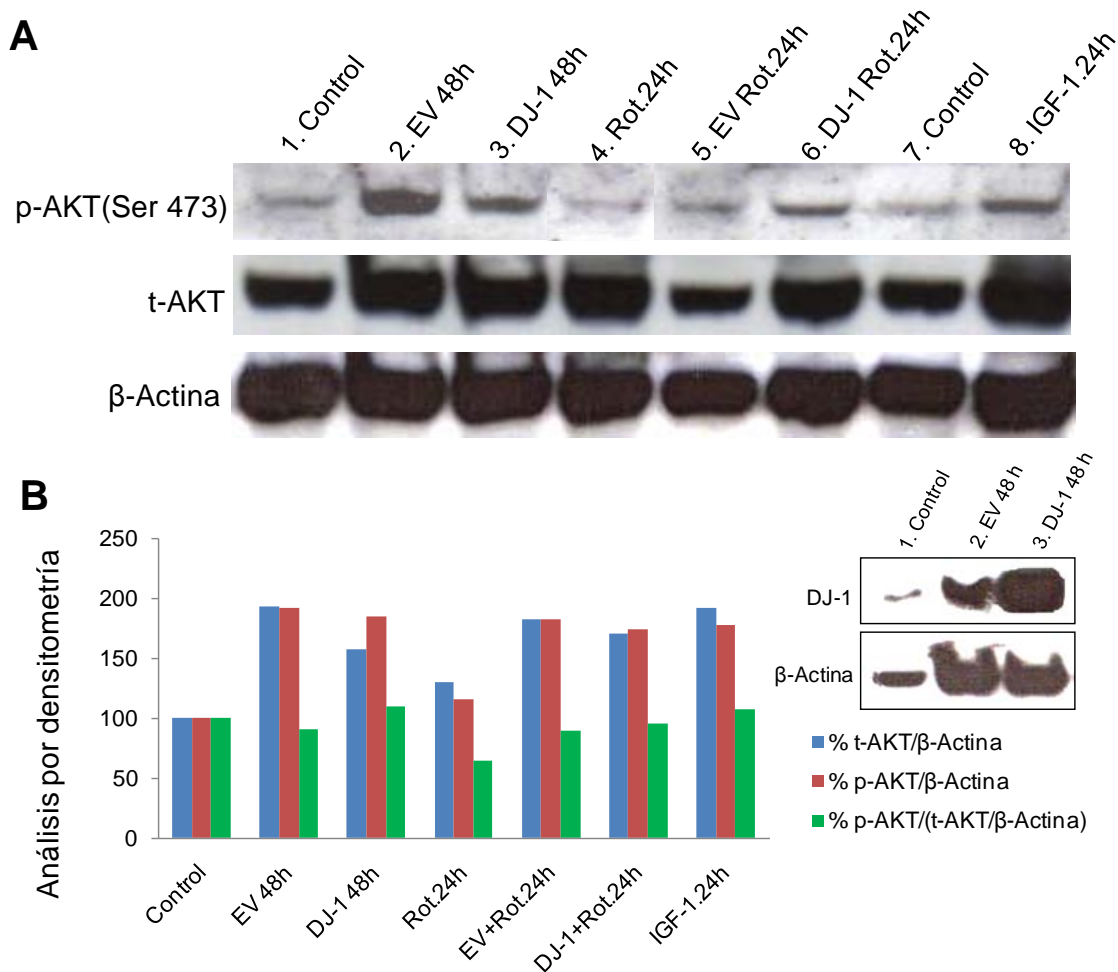 A
1. Control
2. EV 48h
3. DJ-1 48h
4. Rot.24h
5. EV Rot.24h
6. DJ-1 Rot.24h
7. Control
8. IGF-1.24h
p-AKT(Ser 473)
t-AKT
β-Actina
B
Análisis por densitometría
250
200
150
100
50
0
Control
EV 48h
DJ-1 48h
Rot.24h
EV+Rot.24h
DJ-1+Rot.24h
IGF-1.24h
1. Control
2. EV 48 h
3. DJ-1 48 h
DJ-1
β-Actina
% t-AKT/β-Actina
% p-AKT/β-Actina
% p-AKT/(t-AKT/β-Actina)